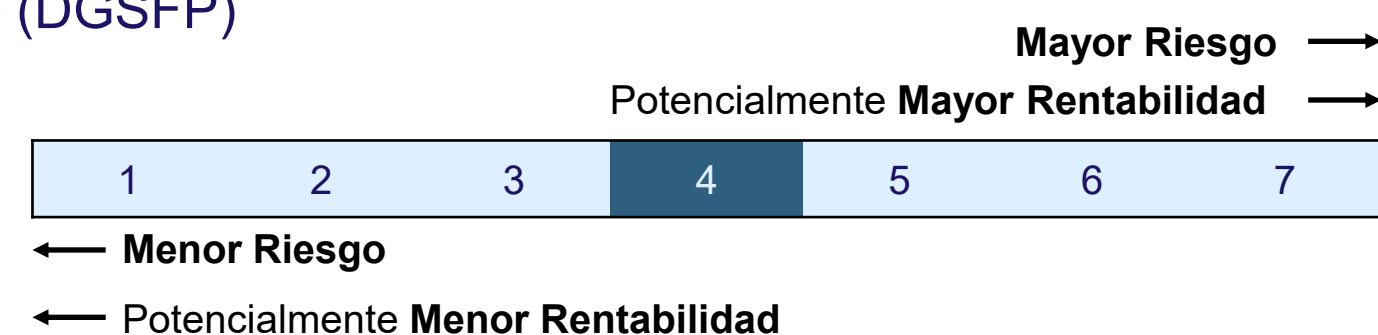 (DGSFP)
Mayor Riesgo
Potencialmente Mayor Rentabilidad
1 2 3 4 5 6 7
Menor Riesgo
Potencialmente Menor Rentabilidad